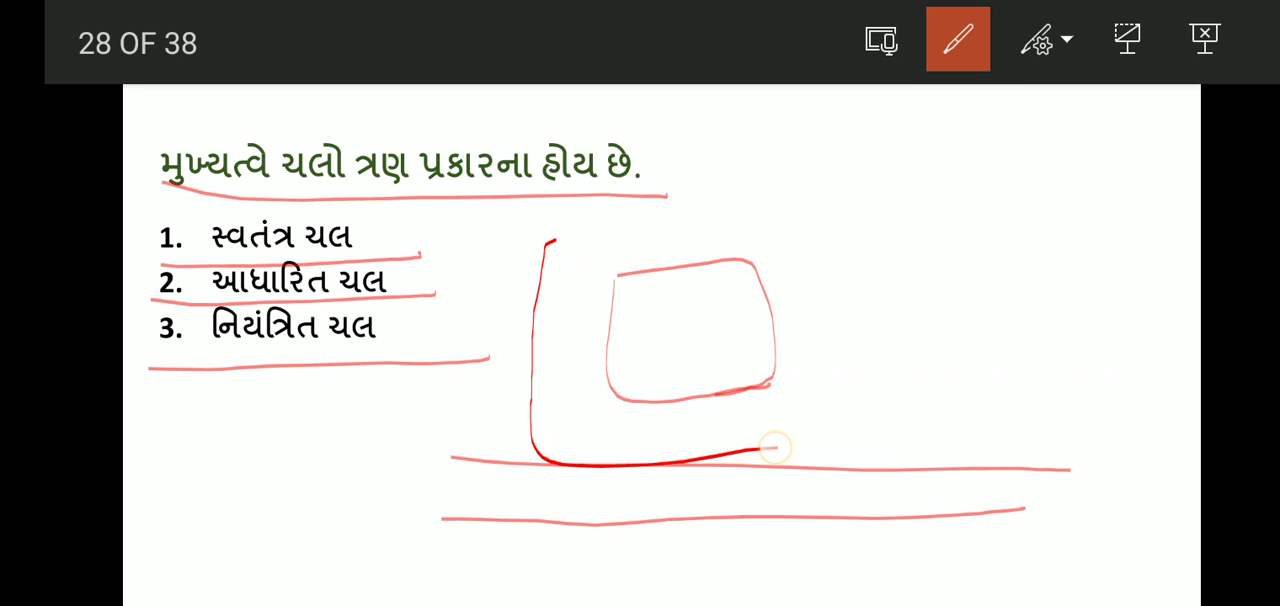 28 OF 38
મુખ્યત્વે ચલો ત્રણ પ્રકારના હોય છે.
1. સ્વતંત્ર ચલ
2. આધારિત ચલ
3. નિયંત્રિત ચલ